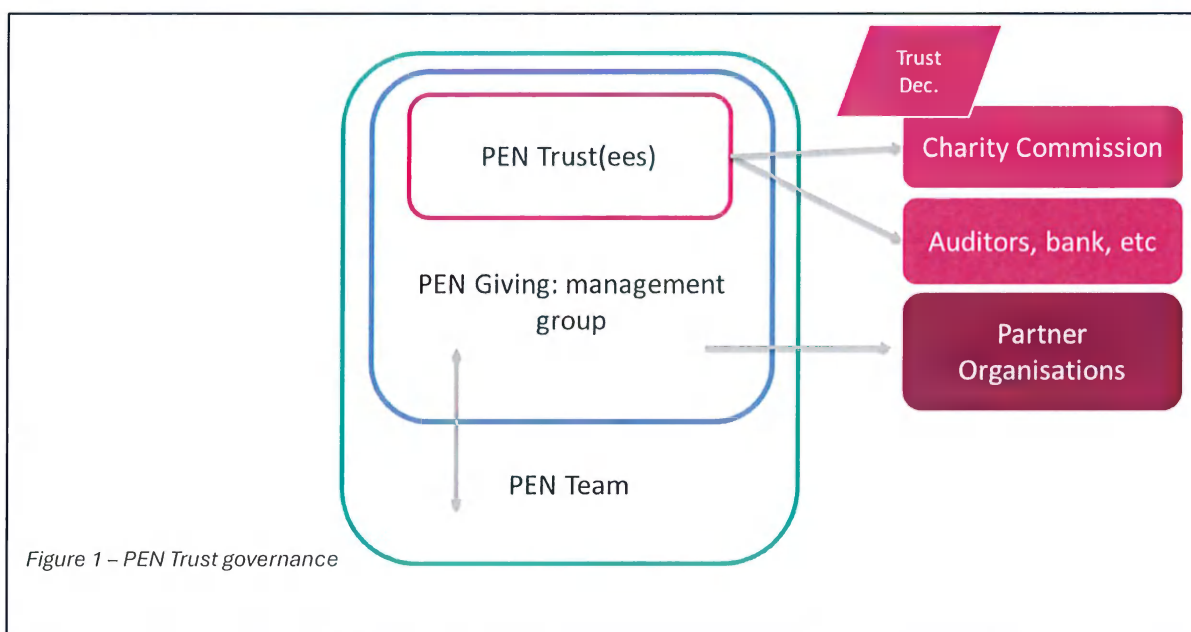 Trust
Dec.
PEN Trust(ees)
Charity Commission
Auditors, bank, etc
PEN Giving: management
group
Partner
Organisations
PEN Team
Figure 1 – PEN Trust governance